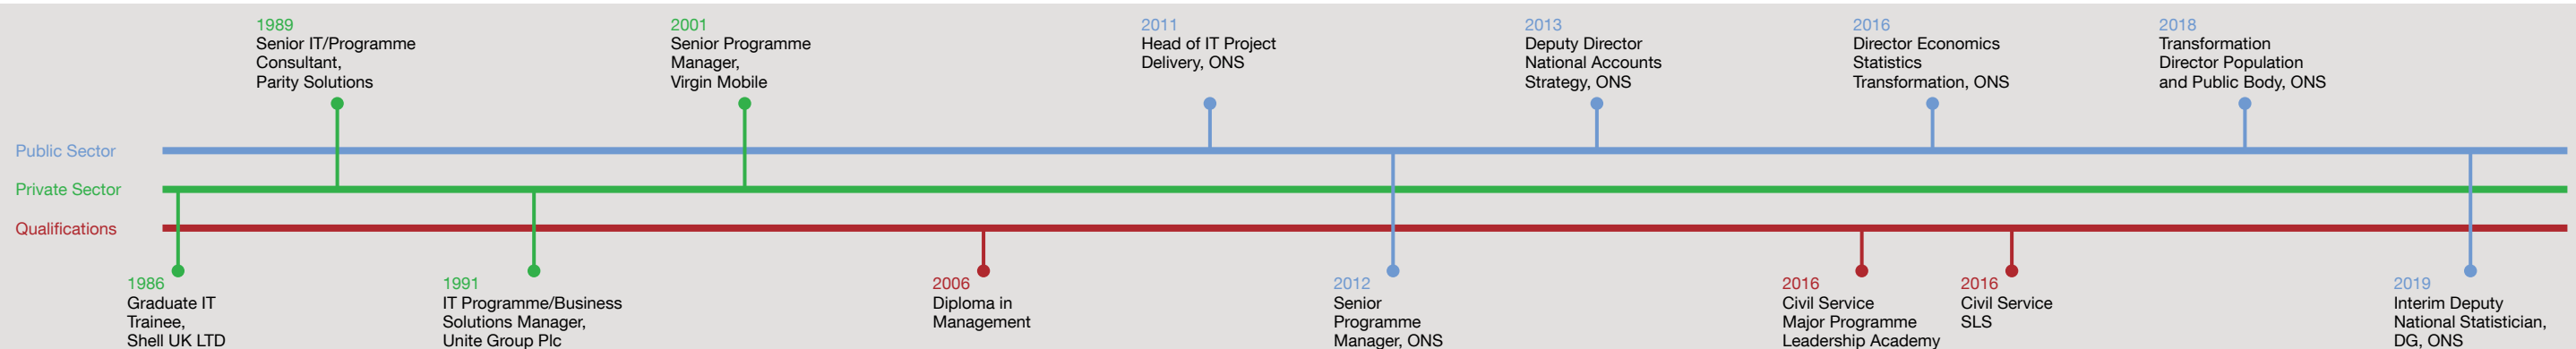 1989
Senior IT/Programme
Consultant,
Parity Solutions
2001
Senior Programme
Manager,
Virgin Mobile
2011
Head of IT Project
Delivery, ONS
2013
Deputy Director
National Accounts
Strategy, ONS
2016
Director Economics
Statistics
Transformation, ONS
2018
Transformation
Director Population
and Public Body, ONS
Public Sector
Private Sector
Qualifications
1986
Graduate IT
Trainee,
Shell UK LTD
1991
IT Programme/Business
Solutions Manager,
Unite Group Plc
2006
Diploma in
Management
2012
Senior
Programme
Manager, ONS
2016
Civil Service
Major Programme
Leadership Academy
2016
Civil Service
SLS
2019
Interim Deputy
National Statistician,
DG, ONS